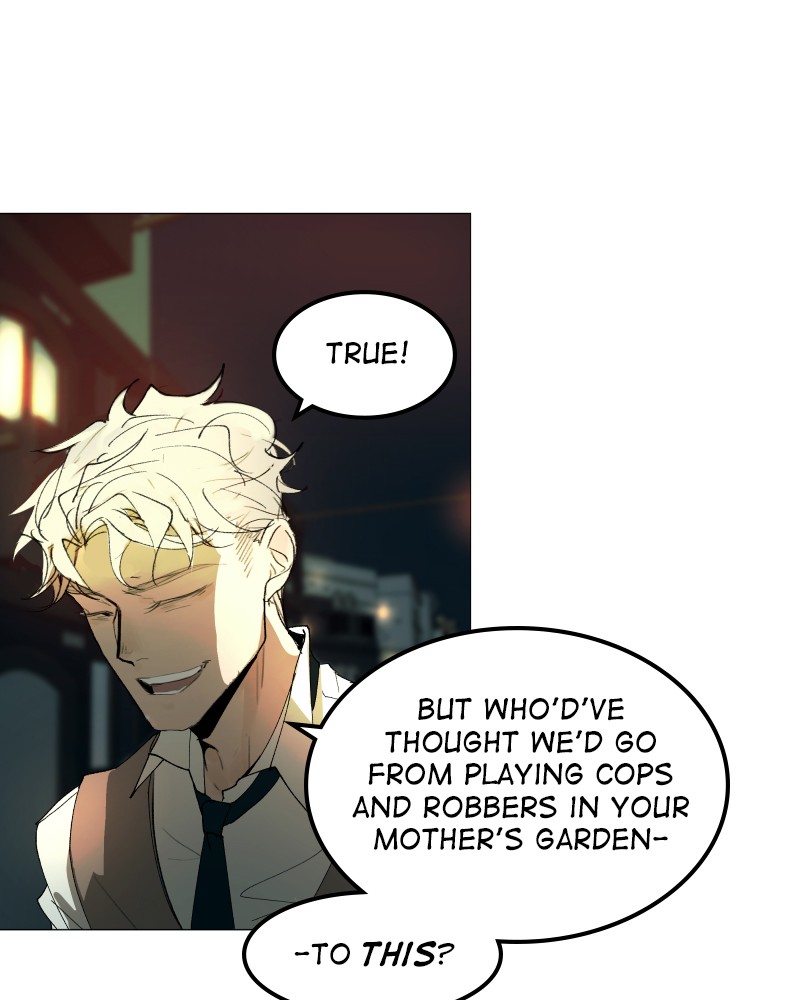 TRUE!
BUT WHO'D'VE
THOUGHT WE'D GO
FROM PLAYING COPS
AND ROBBERS IN YOUR
MOTHER'S GARDEN-
-TO THIS?